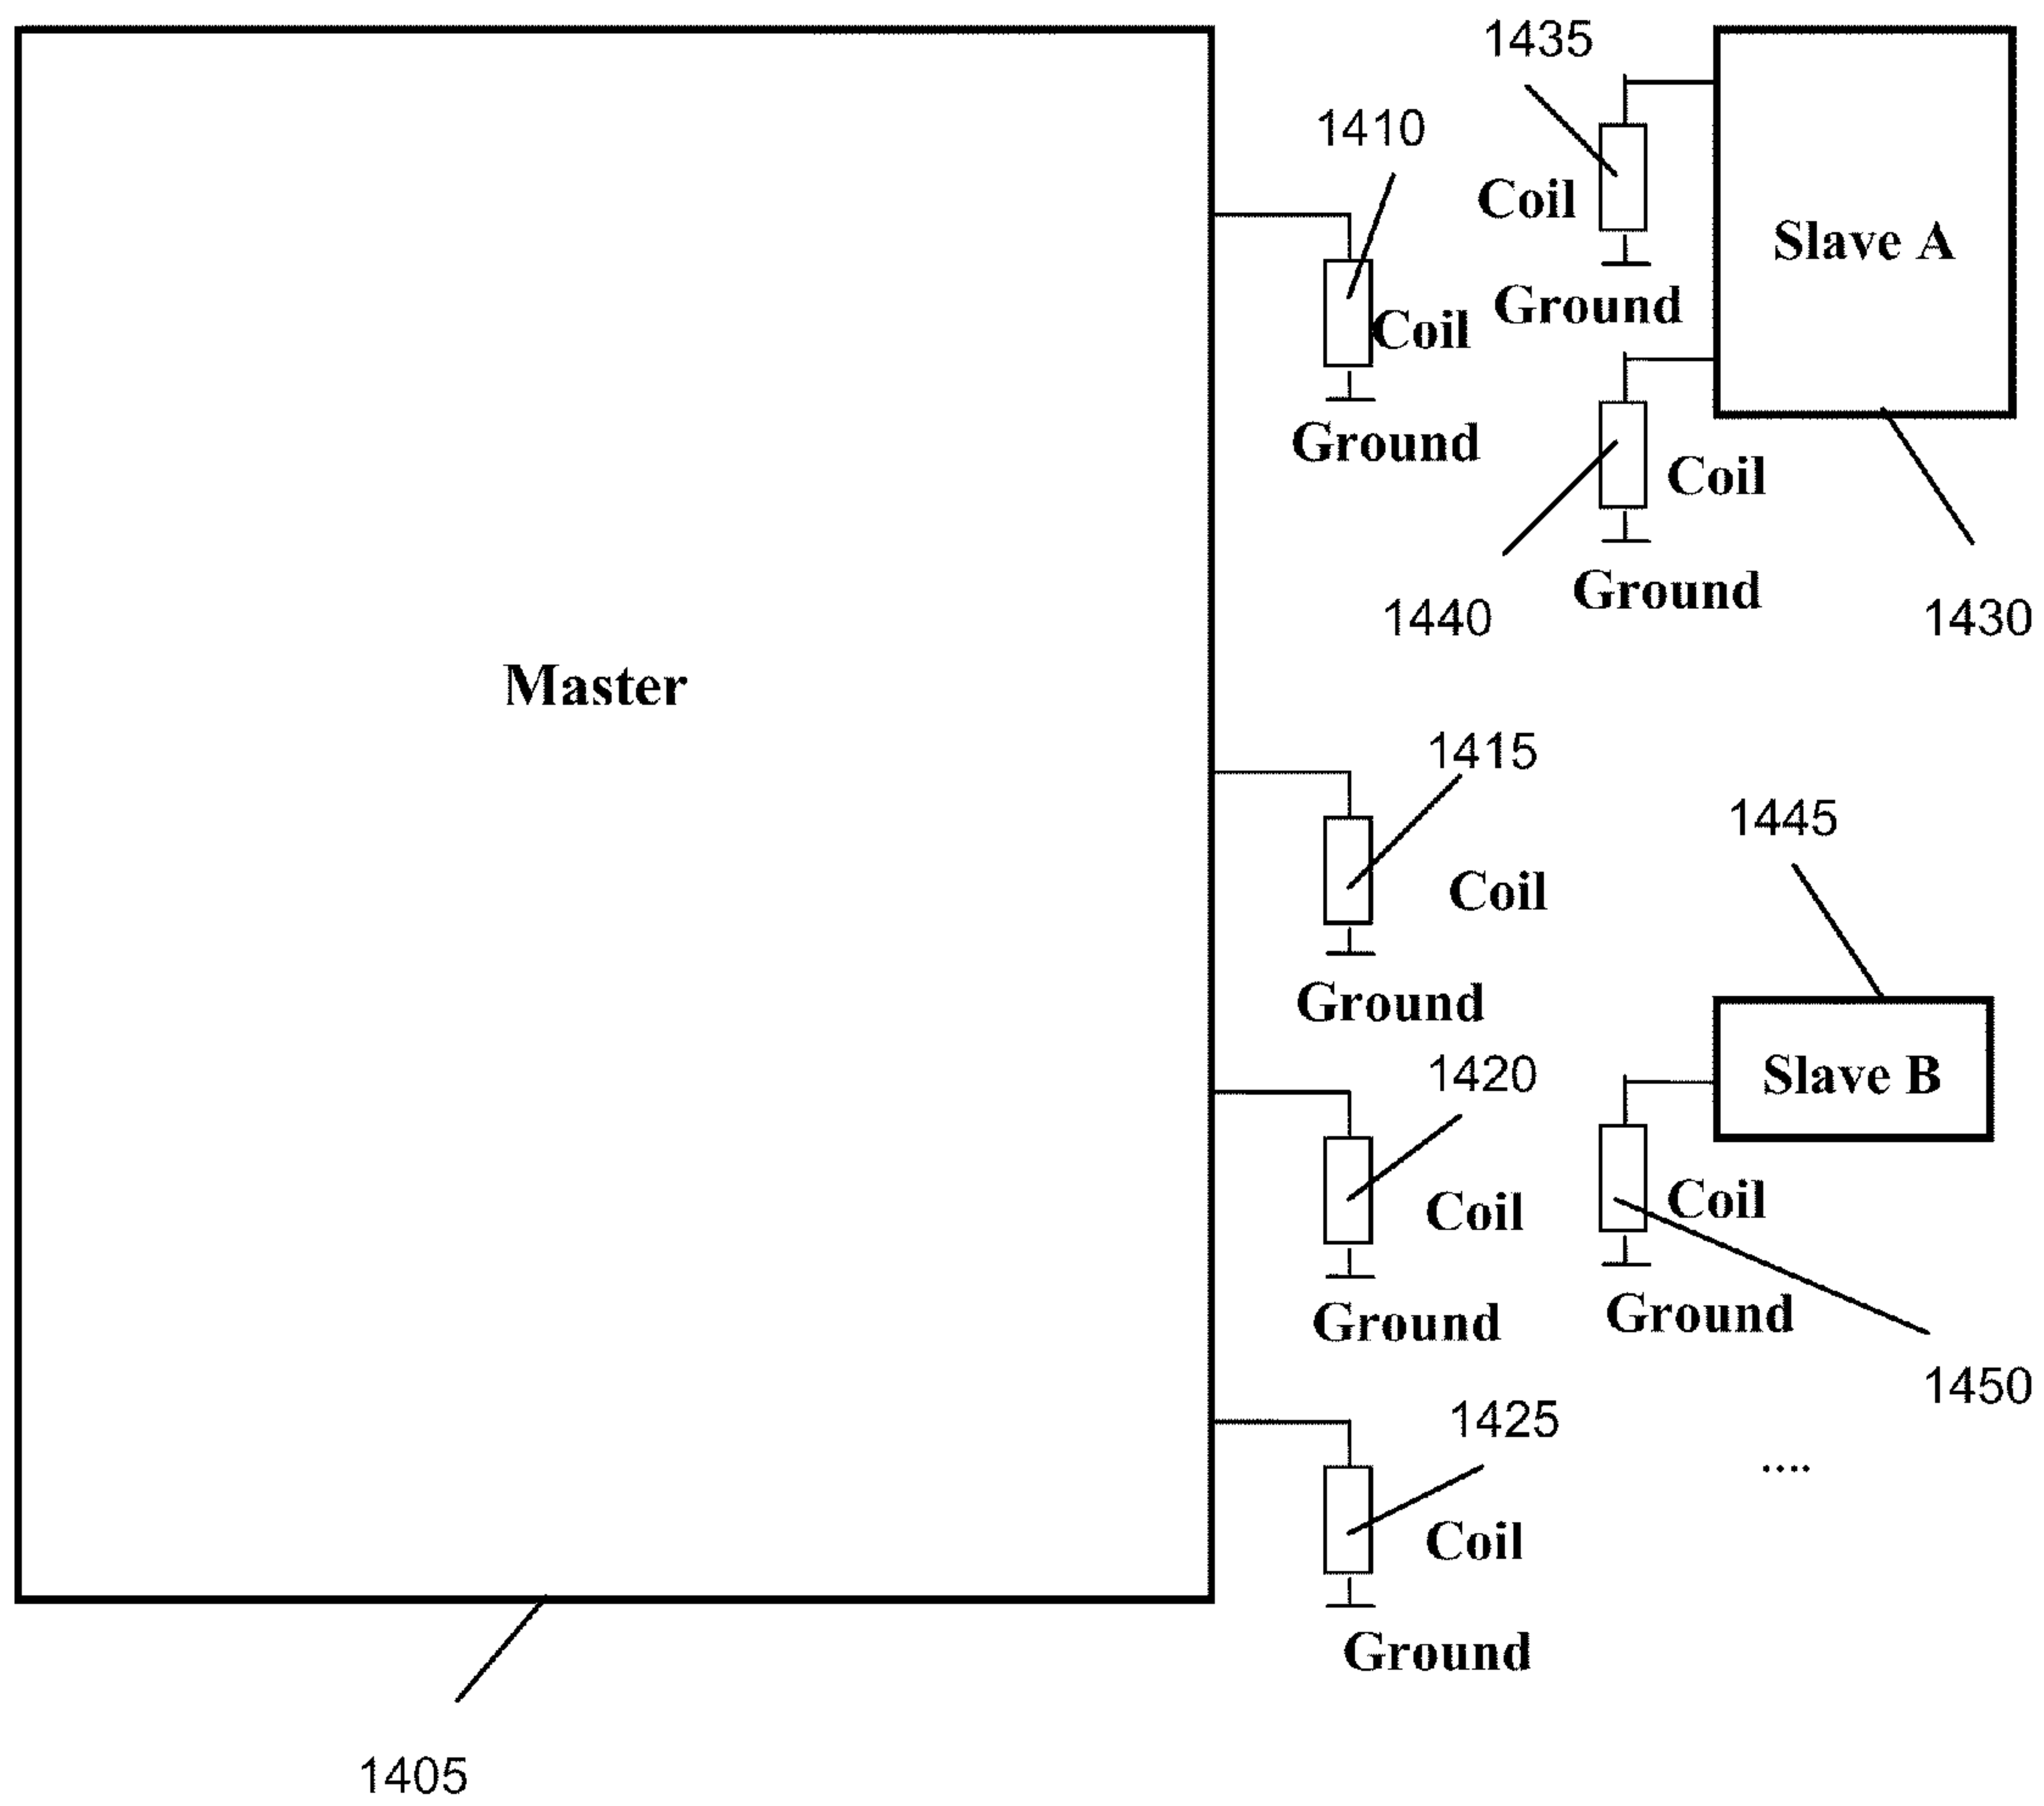 1435
1410
Coil
Slave A
Ground
Coil
Ground
Coil
Ground
1440
1430
Master
1415
1445
Coil
Ground
1420
Slave B
Coil
Coil
Ground
Ground
1450
1425
....
Coil
Ground
1405